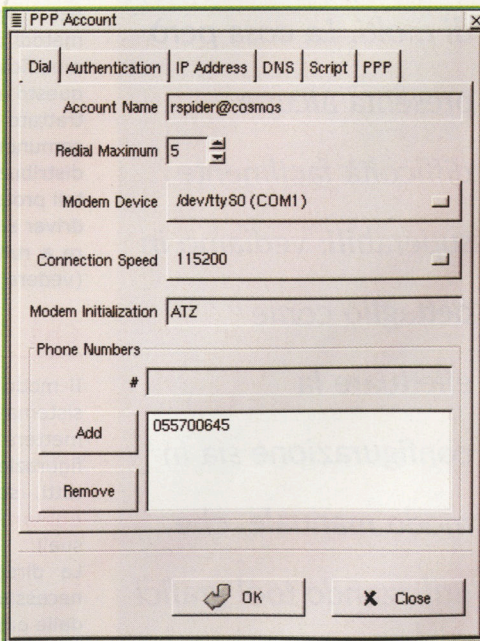 PPP Account
Dial Authentication IP Address DNS Script PPP
Account Name rspider@cosmos
Redial Maximum 5
Modem Device /dev/ttyS0 (COM1)
Connection Speed 115200
Modem Initialization ATZ
Phone Numbers
#
Add
055700645
Remove
OK
Close